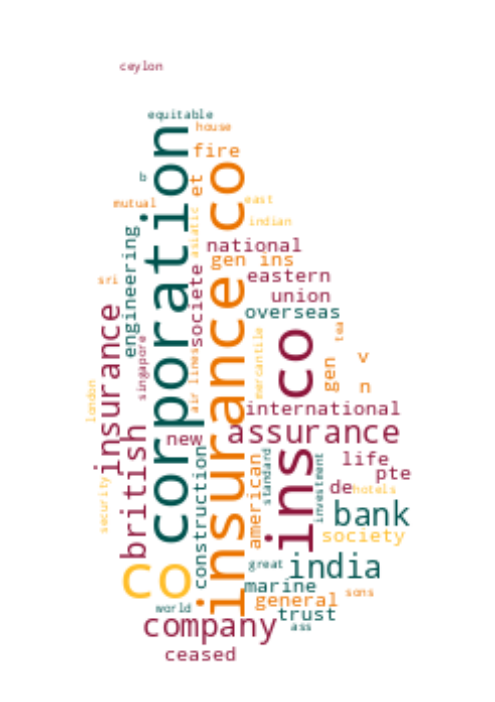 ceylon
equitable
house
corporation
fire
insurance co
b
et
mutual
east
asiatic
indian
engineering
national
gen ins
societe
eastern
sri
union
insurance
overseas
ins co
tea
mercantile
singapore
air lines
v
gen
n
london
international
british
assurance
new
life
construction
american
standard
investment
pte
security
de
hotels
bank
society
co
great
india
marine
sons
general
world
trust
company
ass
ceased